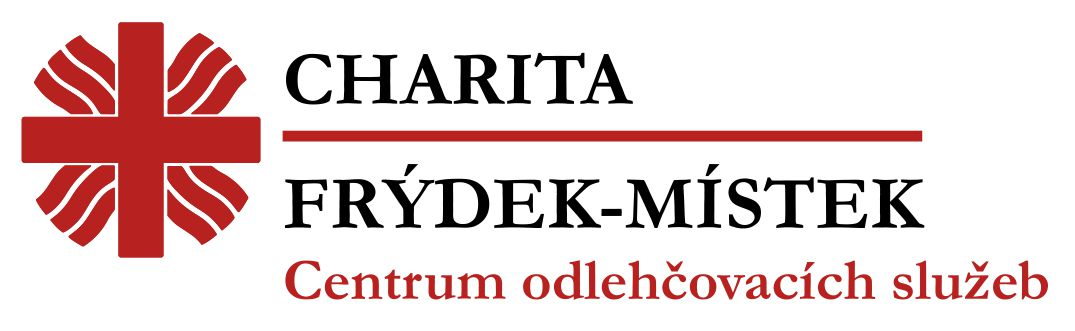 CHARITA
FRÝDEK-MÍSTEK
Centrum odlehčovacích služeb